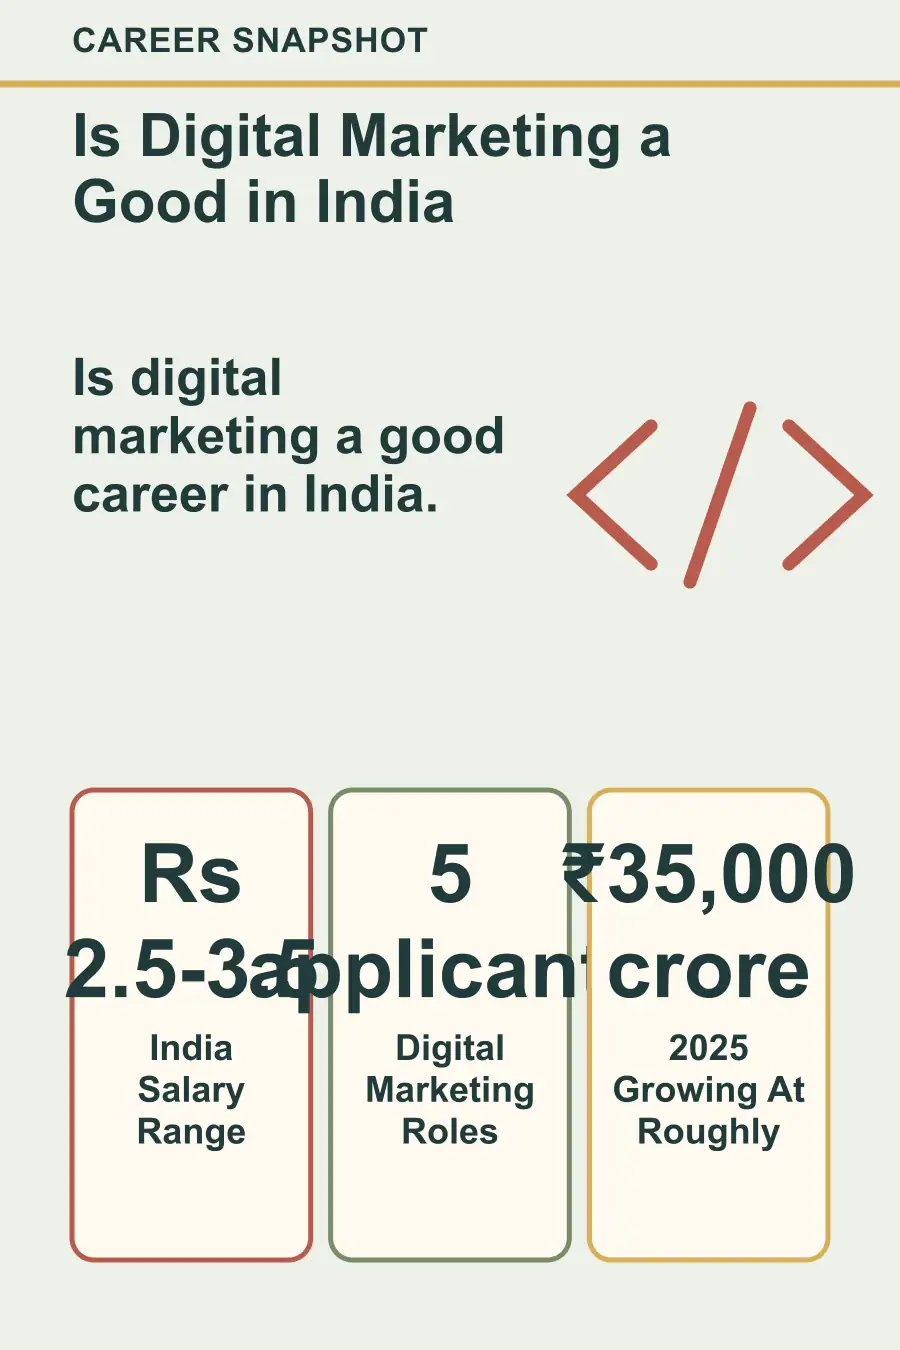 CAREER SNAPSHOT
Is Digital Marketing a
Good in India
Is digital
marketing a good
career in India.
Rs
2.5-3.5
India
Salary
Range
5
applicant
Digital
Marketing
Roles
₹35,000
crore
2025
Growing At
Roughly